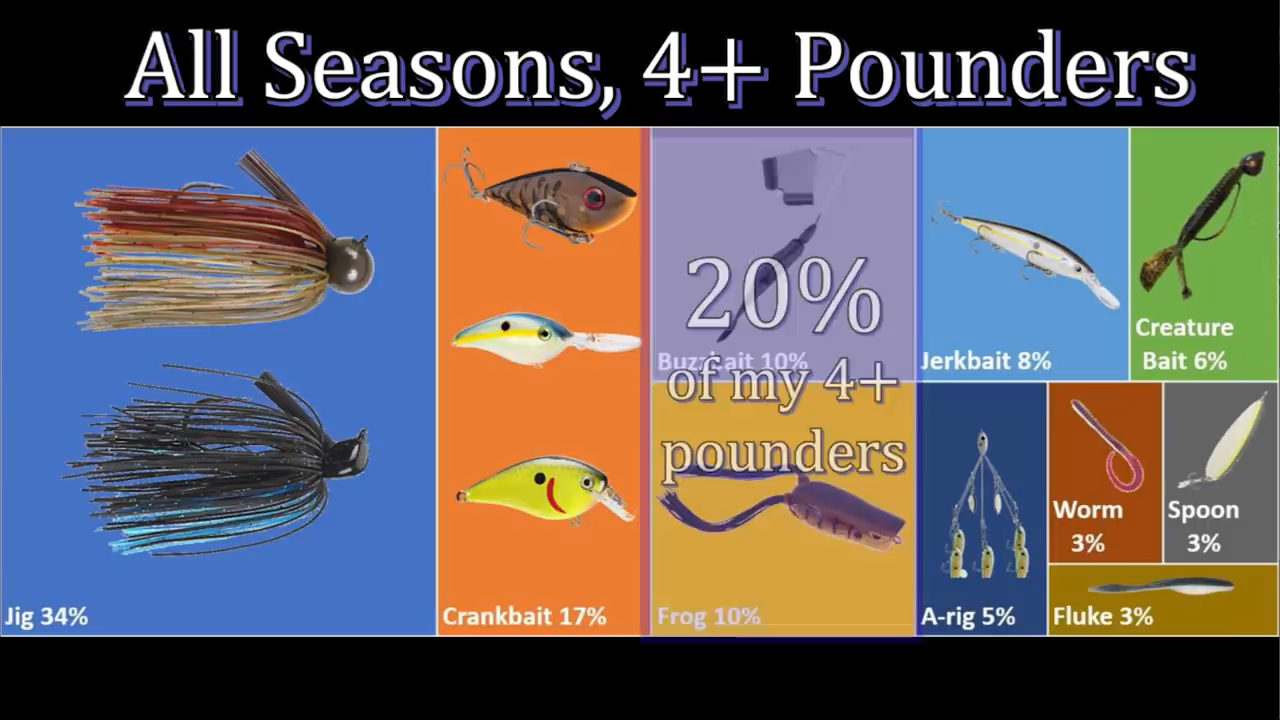 All Seasons, 4+ Pounders
20%
of my 4+
pounders
Jig 34%
Crankbait 17%
Buzzbait 10%
Frog 10%
Jerkbait 8%
Creature
Bait 6%
A-rig 5%
Worm
3%
Spoon
3%
Fluke 3%